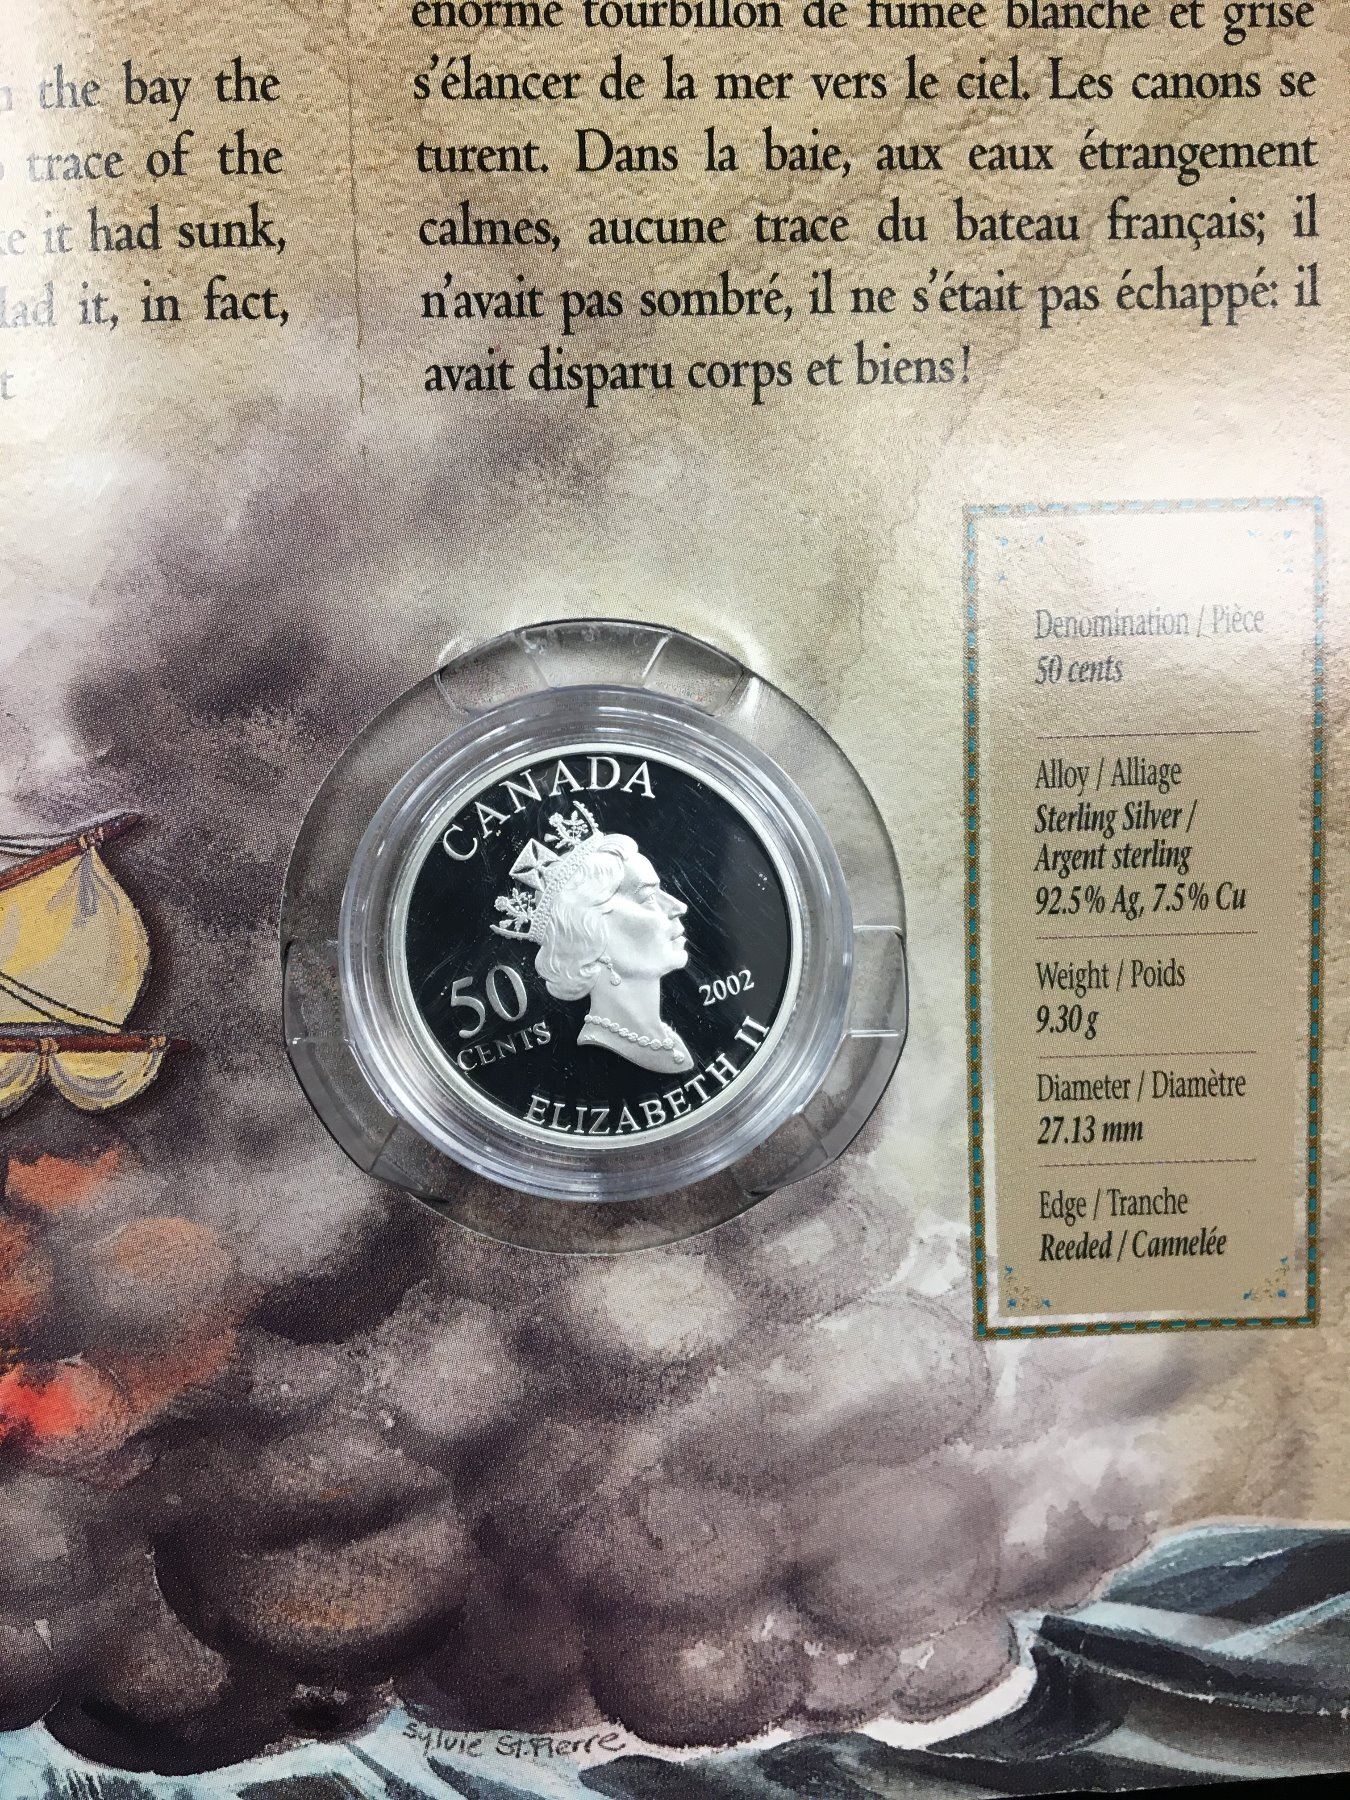 the bay the
trace of the
it had sunk,
it, in fact,
enorme tourbillon de fumée blanche et grise
s'élancer de la mer vers le ciel. Les canons se
turent. Dans la baie, aux eaux étrangement
calmes, aucune trace du bateau français; il
n'avait pas sombré, il ne s'était pas échappé: il
avait disparu corps et biens!
CANADA
50
CENTS
2002
ELIZABETH II
Denomination / Pièce
50 cents
Alloy / Alliage
Sterling Silver /
Argent sterling
92.5% Ag, 7.5% Cu
Weight / Poids
9.30 g
Diameter / Diamètre
27.13 mm
Edge / Tranche
Reeded / Cannelée
Sylvie St.Pierre